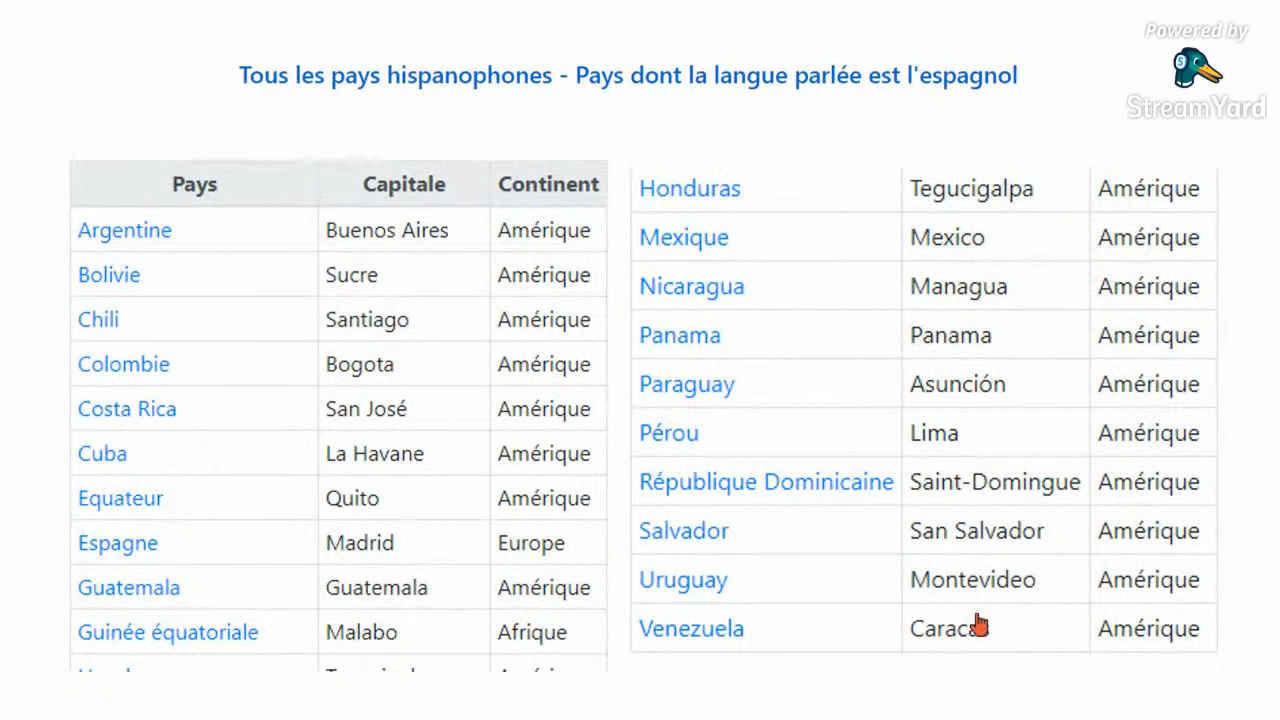 Powered by
StreamYard
Tous les pays hispanophones - Pays dont la langue parlée est l'espagnol
Pays Capitale Continent
Argentine Buenos Aires Amérique
Bolivie Sucre Amérique
Chili Santiago Amérique
Colombie Bogota Amérique
Costa Rica San José Amérique
Cuba La Havane Amérique
Equateur Quito Amérique
Espagne Madrid Europe
Guatemala Guatemala Amérique
Guinée équatoriale Malabo Afrique
Honduras Tegucigalpa Amérique
Mexique Mexico Amérique
Nicaragua Managua Amérique
Panama Panama Amérique
Paraguay Asunción Amérique
Pérou Lima Amérique
République Dominicaine Saint-Domingue Amérique
Salvador San Salvador Amérique
Uruguay Montevideo Amérique
Venezuela Caracas Amérique